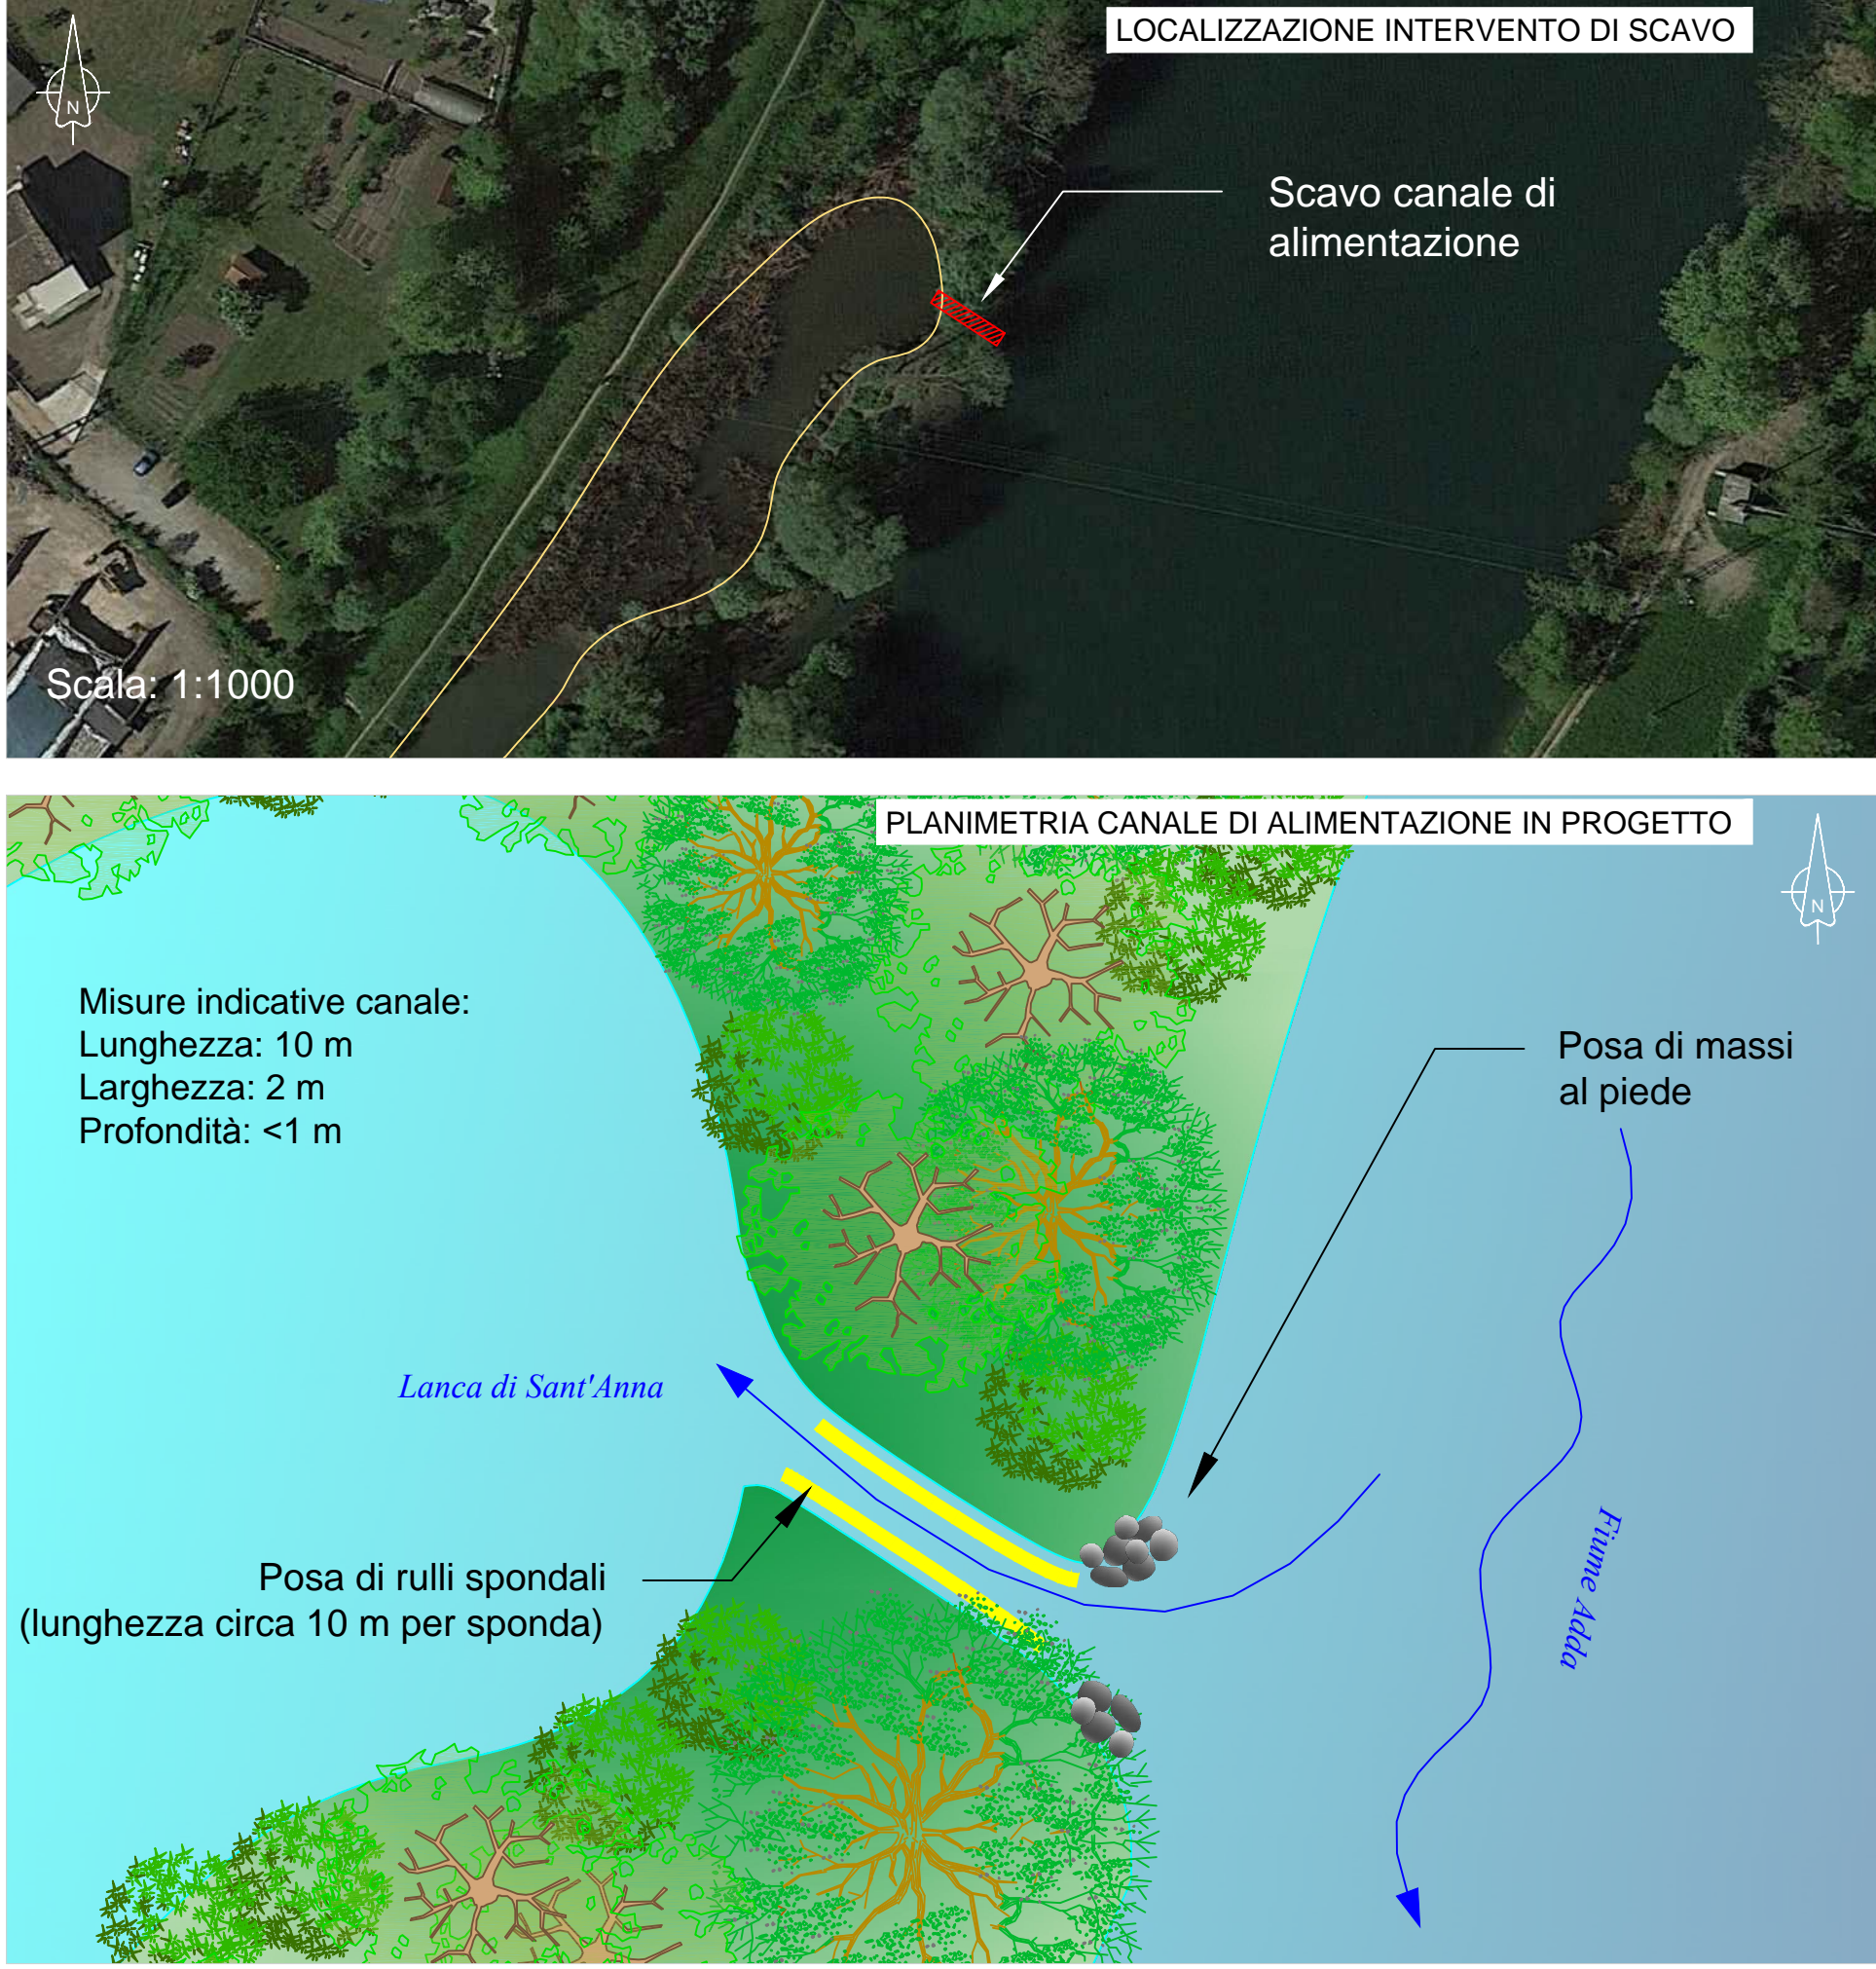 LOCALIZZAZIONE INTERVENTO DI SCAVO
N
Scavo canale di
alimentazione
Scala: 1:1000
PLANIMETRIA CANALE DI ALIMENTAZIONE IN PROGETTO
N
Misure indicative canale:
Lunghezza: 10 m
Larghezza: 2 m
Profondità: <1 m
Posa di massi
al piede
Lanca di Sant'Anna
Posa di rulli spondali
(lunghezza circa 10 m per sponda)
Fiume Adda